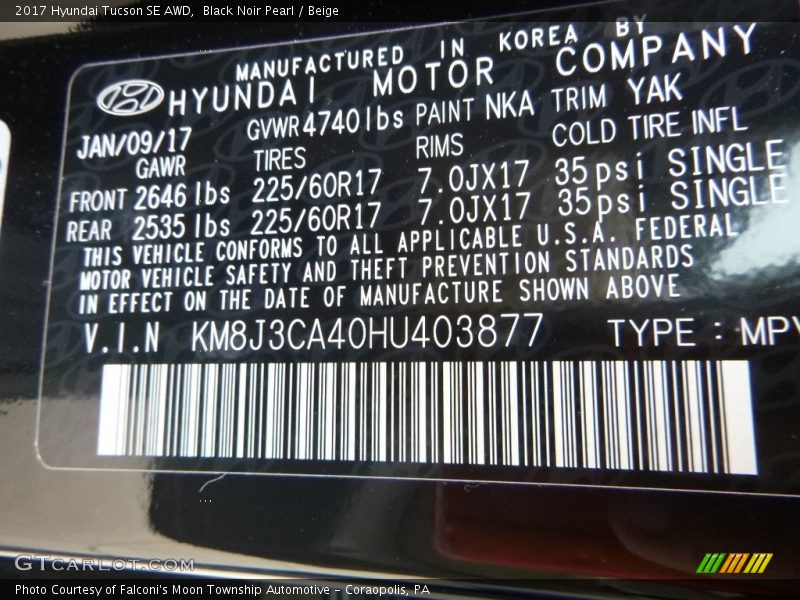 2017 Hyundai Tucson SE AWD, Black Noir Pearl / Beige
MANUFACTURED IN KOREA BY
HYUNDAI MOTOR COMPANY
JAN/09/17 GVWR4740lbs PAINT NKA TRIM YAK
GAWR TIRES RIMS COLD TIRE INFL
FRONT 2646 lbs 225/60R17 7.0JX17 35psi SINGLE
REAR 2535 lbs 225/60R17 7.0JX17 35psi SINGLE
THIS VEHICLE CONFORMS TO ALL APPLICABLE U.S.A. FEDERAL
MOTOR VEHICLE SAFETY AND THEFT PREVENTION STANDARDS
IN EFFECT ON THE DATE OF MANUFACTURE SHOWN ABOVE
V.I.N KM8J3CA40HU403877 TYPE : MPV
GTCARLOT.COM
Photo Courtesy of Falconi's Moon Township Automotive - Coraopolis, PA